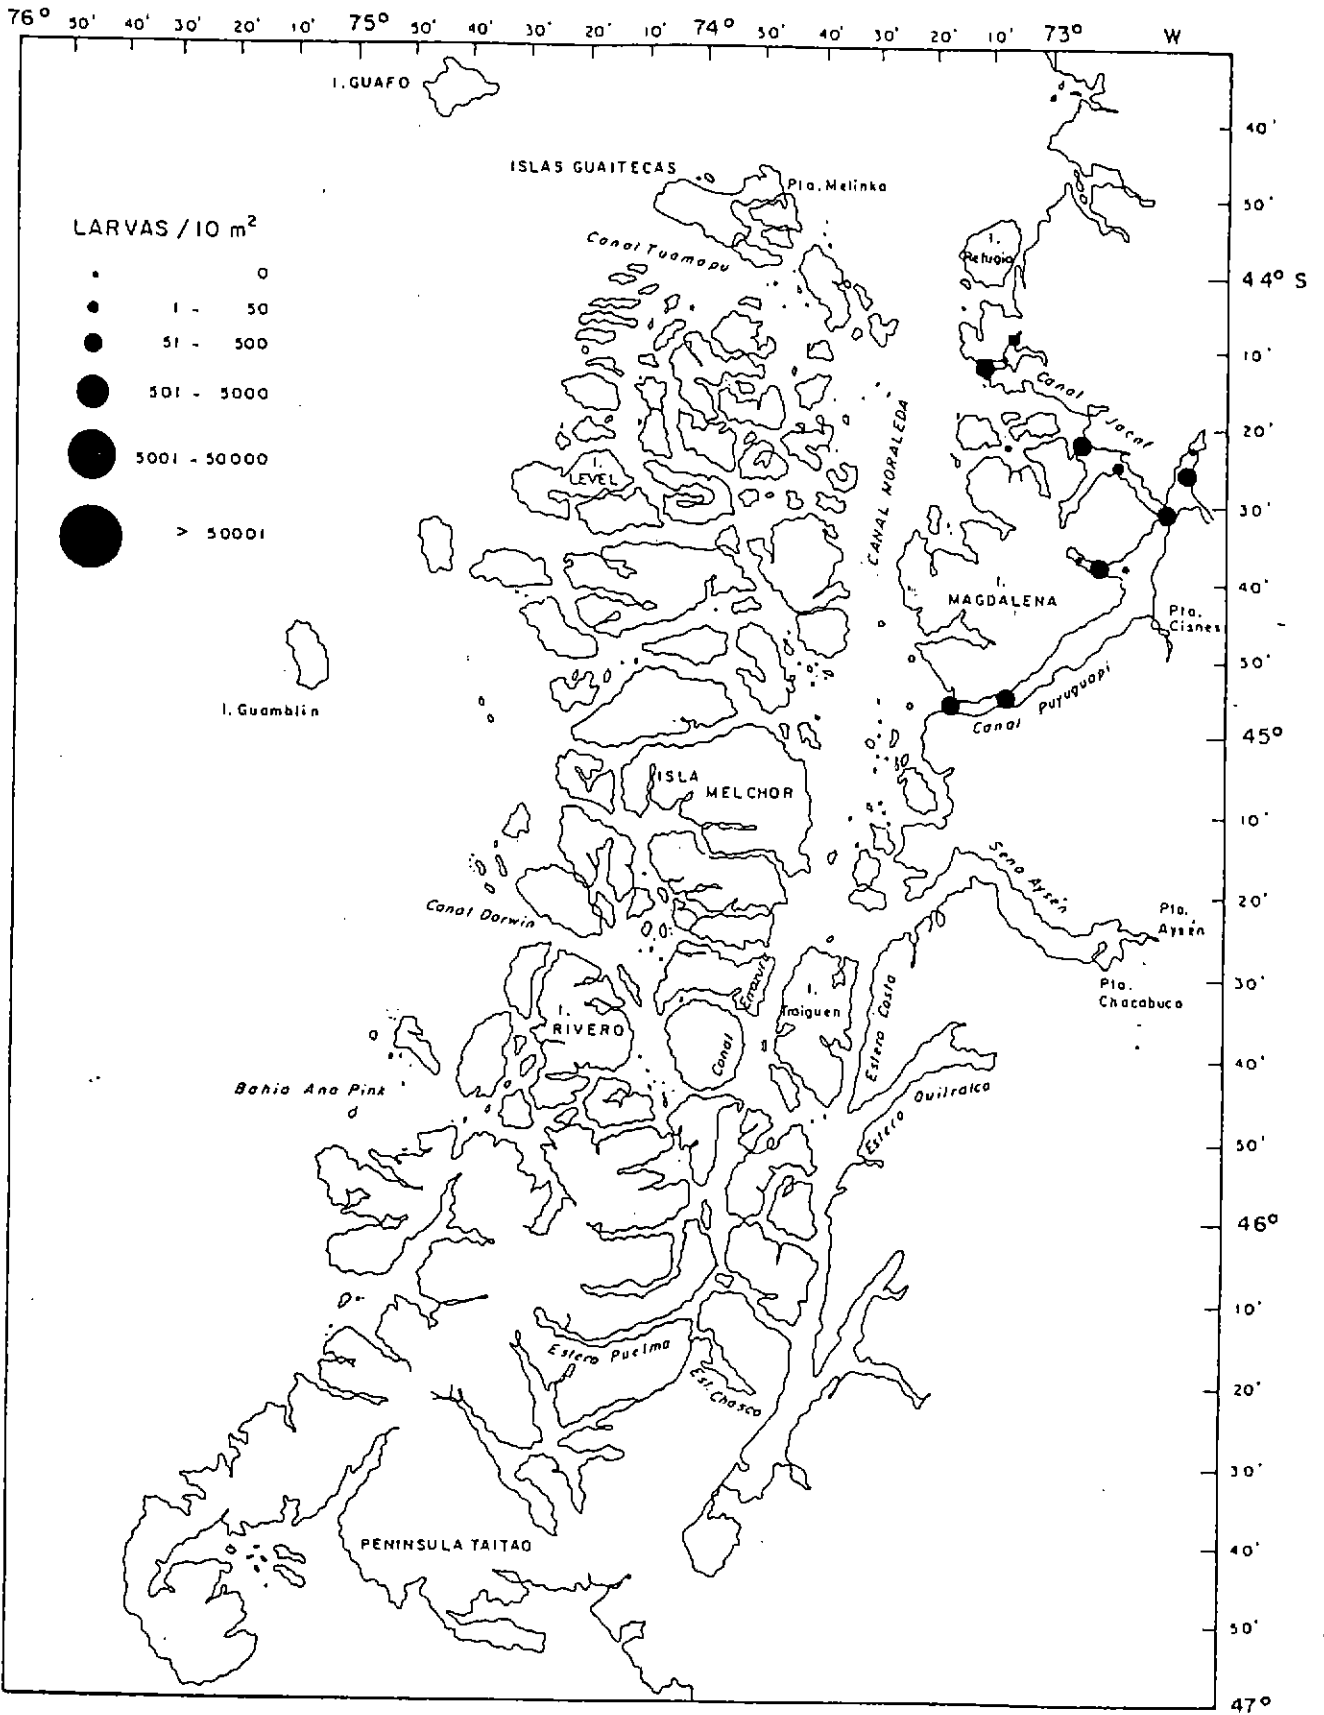 76° 50' 40' 30' 20' 10' 75° 50' 40' 30' 20' 10' 74° 50' 40' 30' 20' 10' 73° W
I. GUAFO
40'
ISLAS GUAITECAS
Pto. Melinka
50'
LARVAS / 10 m²
0
1 - 50
51 - 500
501 - 5000
5001 - 50000
> 50001
Canal Tuamapu
I.
Refugio
44° S
10'
Canal Jacaf
CANAL MORALEDA
20'
I.
LEVEL
30'
I.
MAGDALENA
40'
Pto.
Cisnes
50'
I. Guamblin
Canal Puyuguapi
45°
ISLA
MELCHOR
10'
Seno Aysén
Canal Darwin
20'
Pto.
Aysén
Pto.
Chacabuco
30'
Canal Errazuriz
I.
Traiguen
Estero Costa
I.
RIVERO
40'
Bahia Ana Pink
Estero Quitralco
50'
46°
10'
Estero Puelma
Est. Chasco
20'
30'
PENINSULA TAITAO
40'
50'
47°